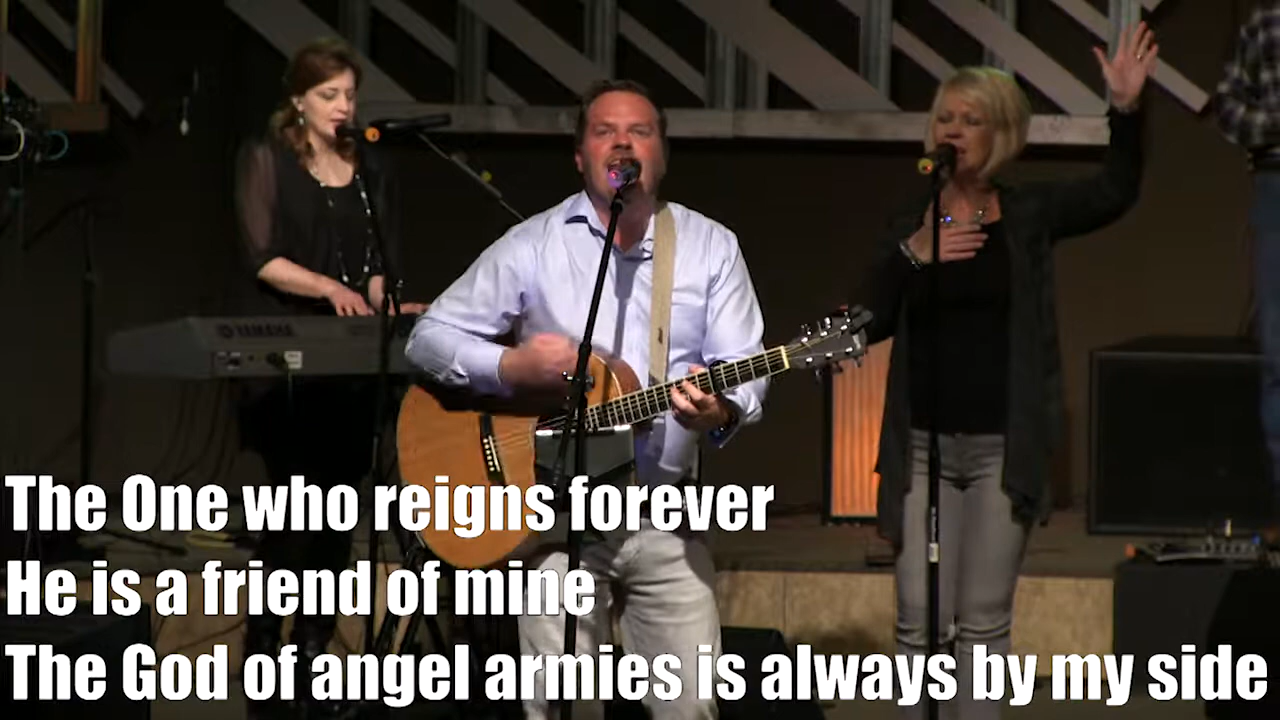 YAMAHA
The One who reigns forever
He is a friend of mine
The God of angel armies is always by my side